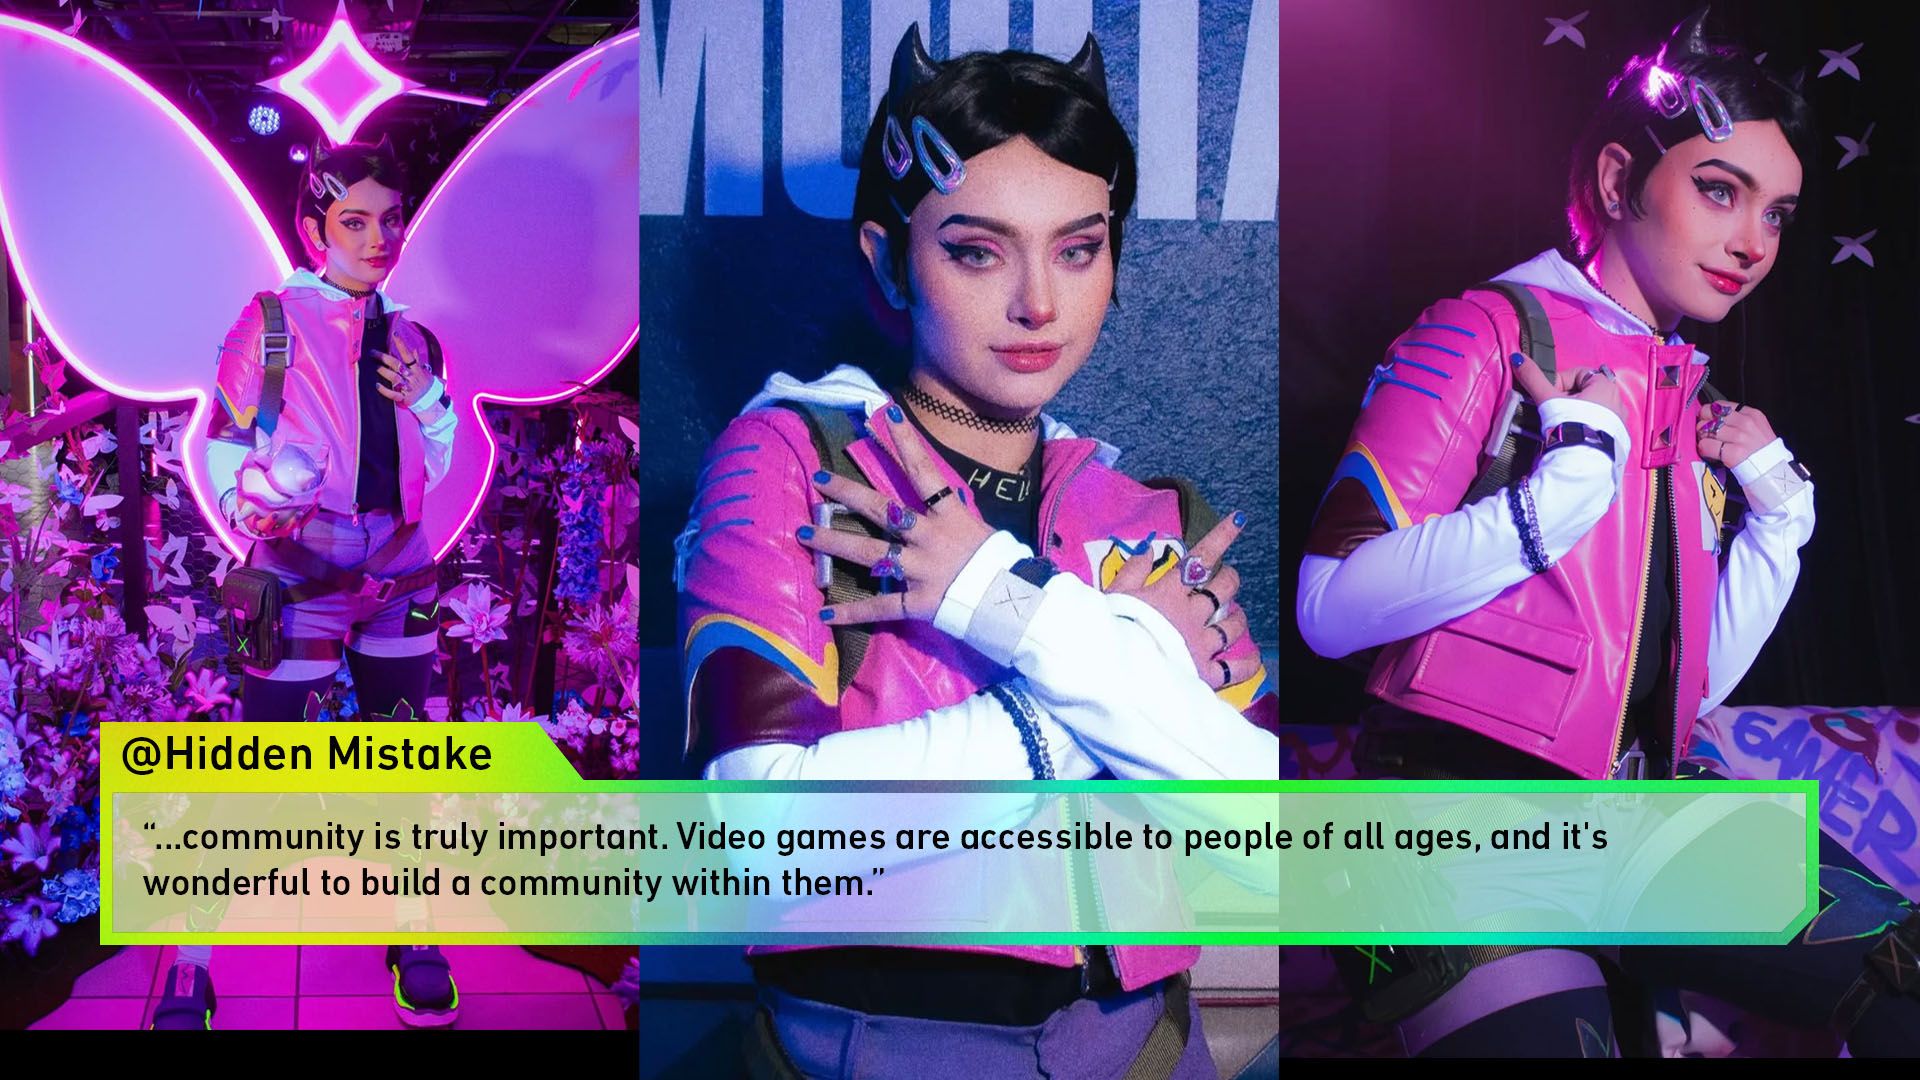 @Hidden Mistake
“...community is truly important. Video games are accessible to people of all ages, and it's
wonderful to build a community within them.”
GAMER